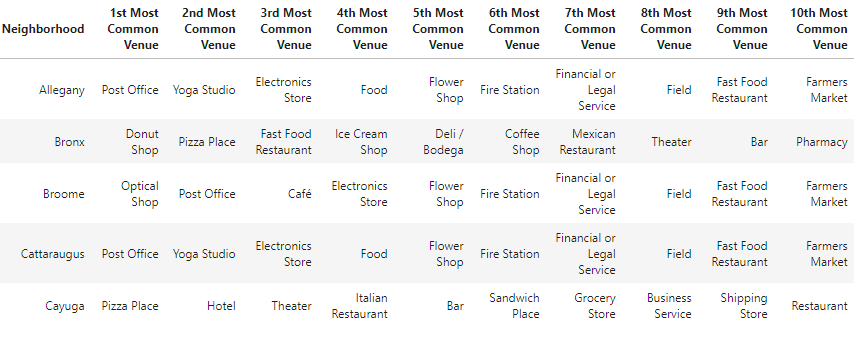 Neighborhood 1st Most Common Venue 2nd Most Common Venue 3rd Most Common Venue 4th Most Common Venue 5th Most Common Venue 6th Most Common Venue 7th Most Common Venue 8th Most Common Venue 9th Most Common Venue 10th Most Common Venue
Allegany Post Office Yoga Studio Electronics Store Food Flower Shop Fire Station Financial or Legal Service Field Fast Food Restaurant Farmers Market
Bronx Donut Shop Pizza Place Fast Food Restaurant Ice Cream Shop Deli / Bodega Coffee Shop Mexican Restaurant Theater Bar Pharmacy
Broome Optical Shop Post Office Café Electronics Store Flower Shop Fire Station Financial or Legal Service Field Fast Food Restaurant Farmers Market
Cattaraugus Post Office Yoga Studio Electronics Store Food Flower Shop Fire Station Financial or Legal Service Field Fast Food Restaurant Farmers Market
Cayuga Pizza Place Hotel Theater Italian Restaurant Bar Sandwich Place Grocery Store Business Service Shipping Store Restaurant